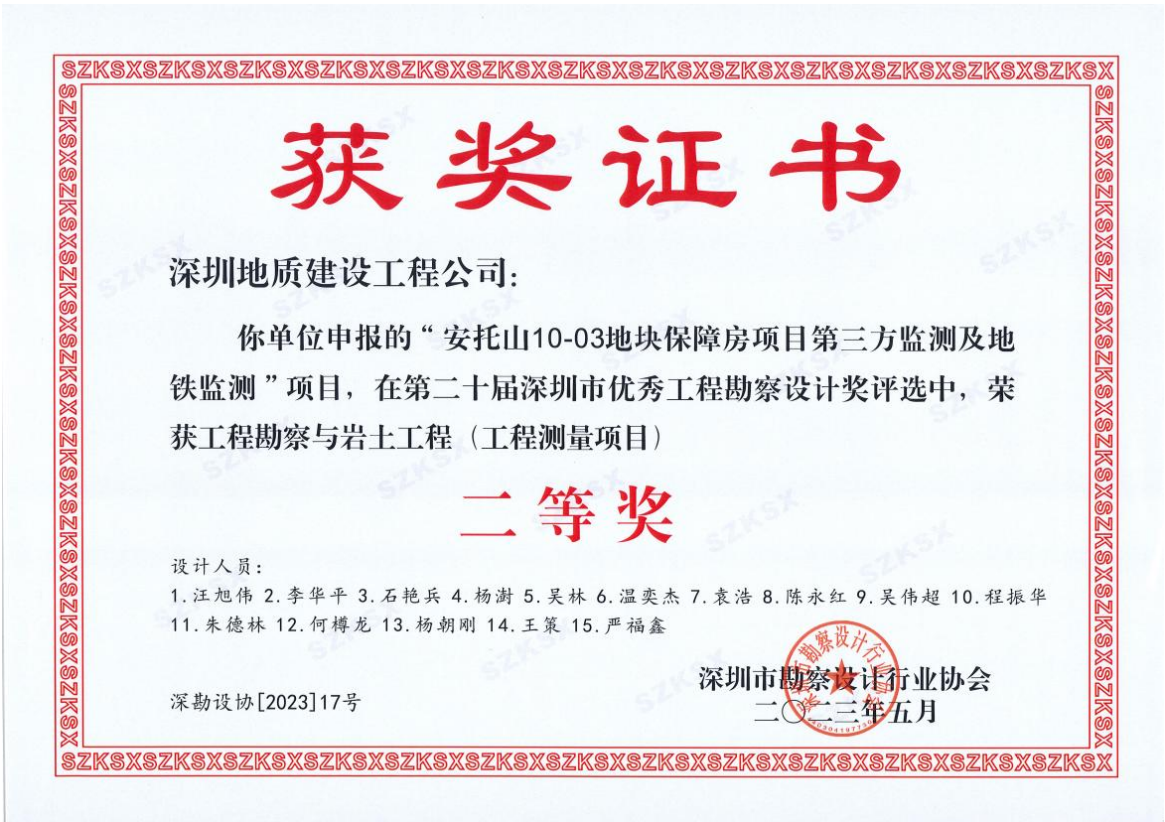 SZKSXSZKSXSZKSXSZKSXSZKSXSZKSXSZKSXSZKSXSZKSXSZKSXSZKSXSZKSXSZKSX
获奖证书
深圳地质建设工程公司：
你单位申报的“安托山10-03地块保障房项目第三方监测及地
铁监测”项目，在第二十届深圳市优秀工程勘察设计奖评选中，荣
获工程勘察与岩土工程（工程测量项目）
二等奖
设计人员：
1.汪旭伟 2.李华平 3.石艳兵 4.杨澍 5.吴林 6.温奕杰 7.袁浩 8.陈永红 9.吴伟超 10.程振华
11.朱德林 12.何樽龙 13.杨朝刚 14.王策 15.严福鑫
深圳市勘察设计行业协会
二〇二三年五月
深勘设协[2023]17号
SZKSXSZKSXSZKSXSZKSXSZKSXSZKSXSZKSXSZKSXSZKSXSZKSXSZKSXSZKSXSZKSX